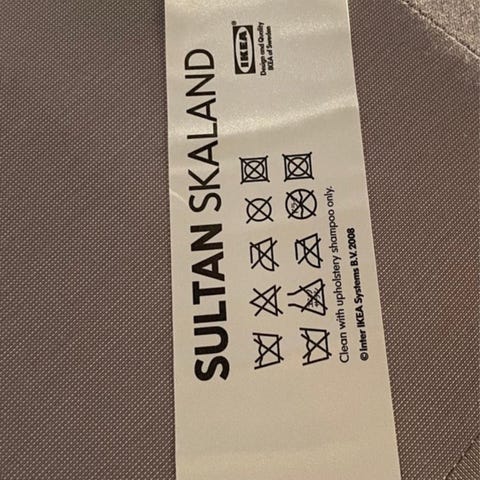 SULTAN SKALAND
IKEA
Design and Quality
IKEA of Sweden
Clean with upholstery shampoo only.
© Inter IKEA Systems B.V. 2008